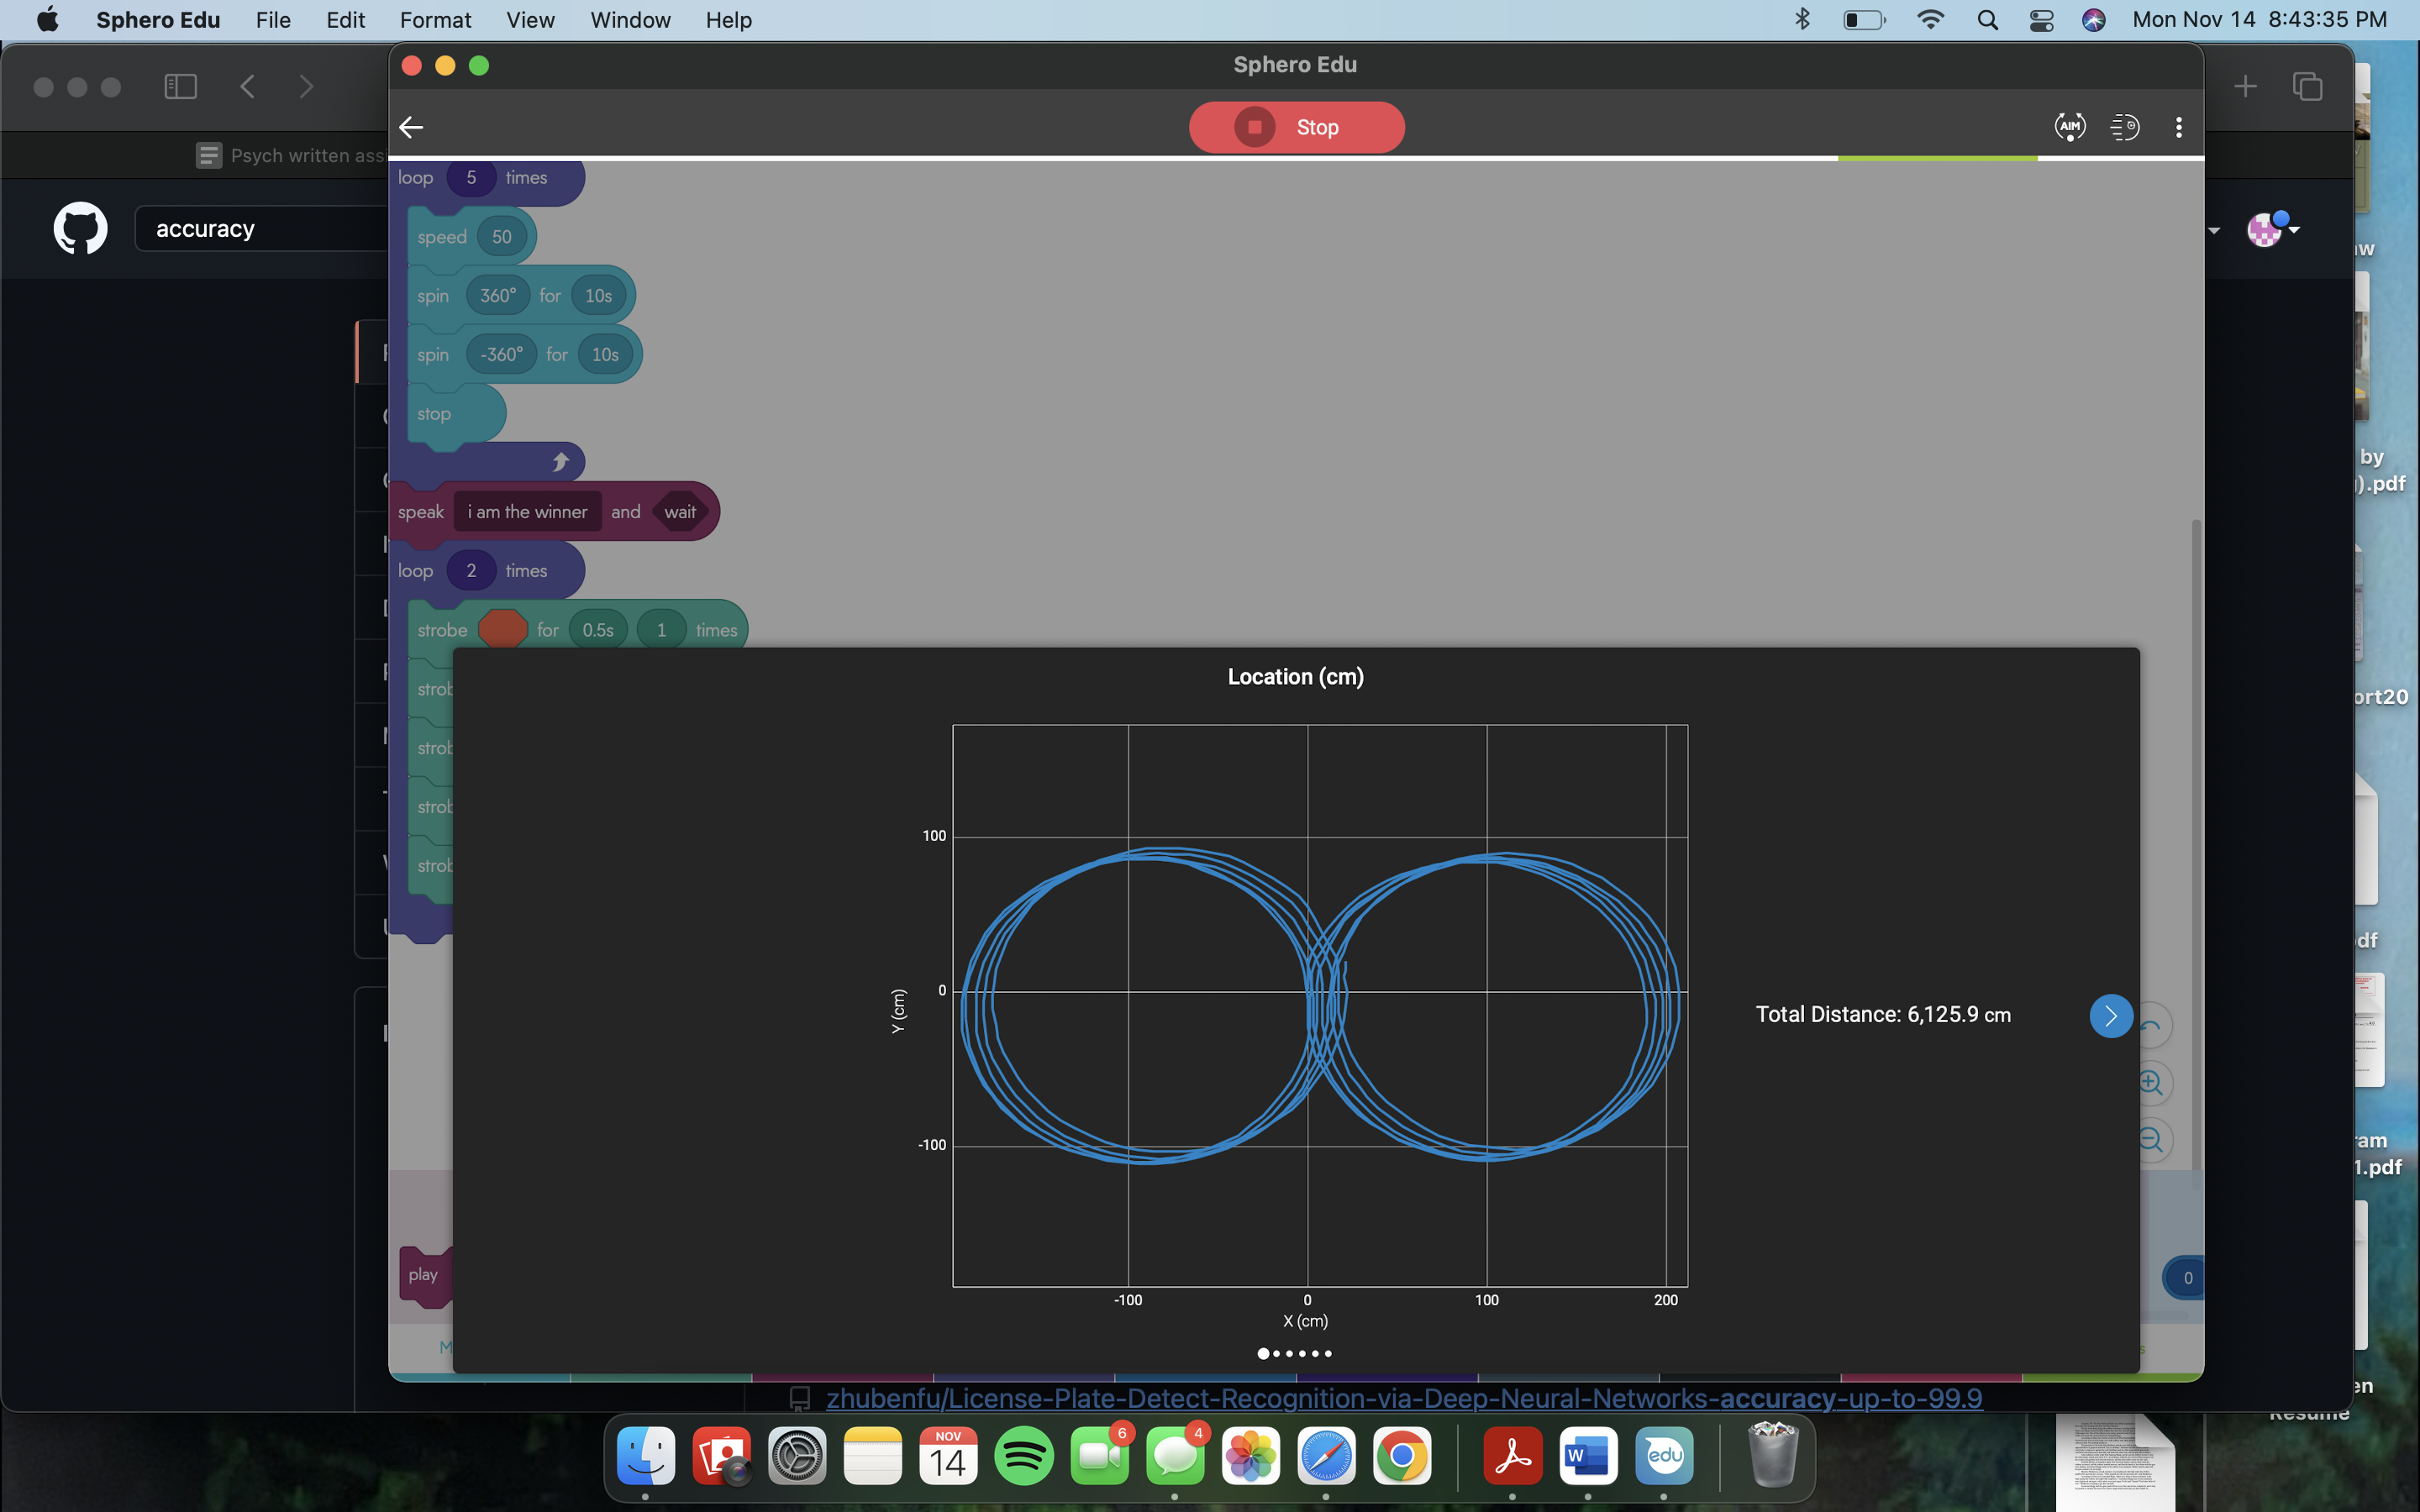 Sphero Edu File Edit Format View Window Help Mon Nov 14 8:43:35 PM
Sphero Edu
Stop
AIM
Psych written assi
accuracy
loop 5 times
speed 50
spin 360° for 10s
spin -360° for 10s
stop
speak i am the winner and wait
loop 2 times
strobe for 0.5s 1 times
strob
strob
strob
strob
play
0
Location (cm)
100
0
-100
Y (cm)
-100 0 100 200
X (cm)
Total Distance: 6,125.9 cm
by
).pdf
ort20
df
am
1.pdf
en
Resume
zhubenfu/License-Plate-Detect-Recognition-via-Deep-Neural-Networks-accuracy-up-to-99.9
NOV
14
6
4
W
edu